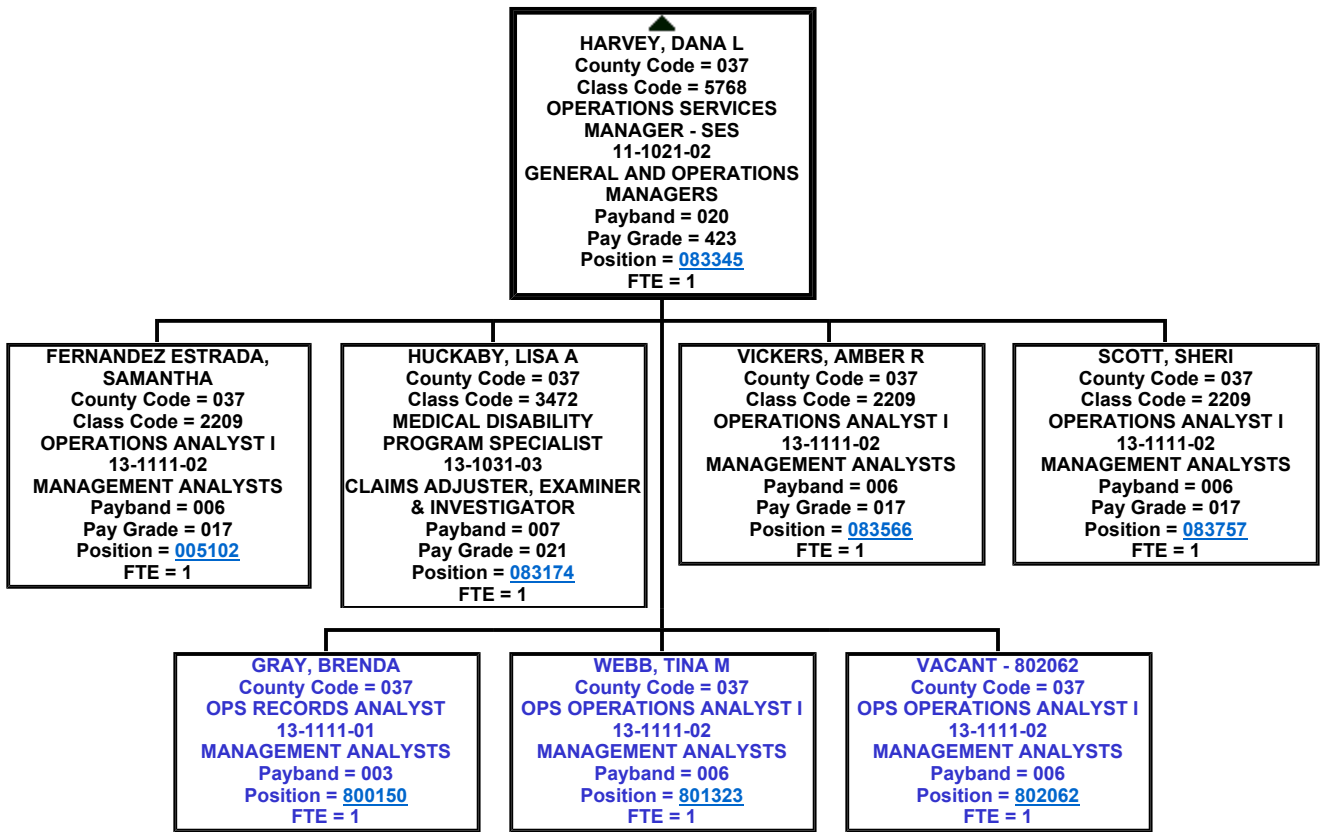 HARVEY, DANA L
County Code = 037
Class Code = 5768
OPERATIONS SERVICES
MANAGER - SES
11-1021-02
GENERAL AND OPERATIONS
MANAGERS
Payband = 020
Pay Grade = 423
Position = 083345
FTE = 1
FERNANDEZ ESTRADA,
SAMANTHA
County Code = 037
Class Code = 2209
OPERATIONS ANALYST I
13-1111-02
MANAGEMENT ANALYSTS
Payband = 006
Pay Grade = 017
Position = 005102
FTE = 1
HUCKABY, LISA A
County Code = 037
Class Code = 3472
MEDICAL DISABILITY
PROGRAM SPECIALIST
13-1031-03
CLAIMS ADJUSTER, EXAMINER
& INVESTIGATOR
Payband = 007
Pay Grade = 021
Position = 083174
FTE = 1
VICKERS, AMBER R
County Code = 037
Class Code = 2209
OPERATIONS ANALYST I
13-1111-02
MANAGEMENT ANALYSTS
Payband = 006
Pay Grade = 017
Position = 083566
FTE = 1
SCOTT, SHERI
County Code = 037
Class Code = 2209
OPERATIONS ANALYST I
13-1111-02
MANAGEMENT ANALYSTS
Payband = 006
Pay Grade = 017
Position = 083757
FTE = 1
GRAY, BRENDA
County Code = 037
OPS RECORDS ANALYST
13-1111-01
MANAGEMENT ANALYSTS
Payband = 003
Position = 800150
FTE = 1
WEBB, TINA M
County Code = 037
OPS OPERATIONS ANALYST I
13-1111-02
MANAGEMENT ANALYSTS
Payband = 006
Position = 801323
FTE = 1
VACANT - 802062
County Code = 037
OPS OPERATIONS ANALYST I
13-1111-02
MANAGEMENT ANALYSTS
Payband = 006
Position = 802062
FTE = 1